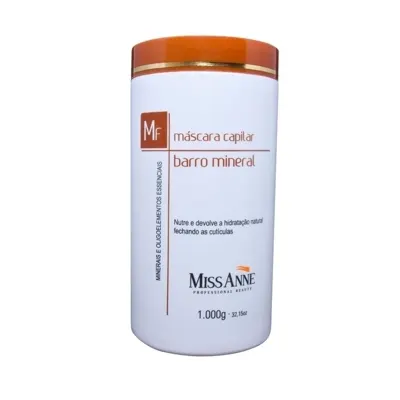 MF
máscara capilar
barro mineral
MINERAIS E OLIGOELEMENTOS ESSENCIAIS
Nutre e devolve a hidratação natural
fechando as cutículas
MISS ANNE
PROFESSIONAL BEAUTY
1.000g - 32,15oz